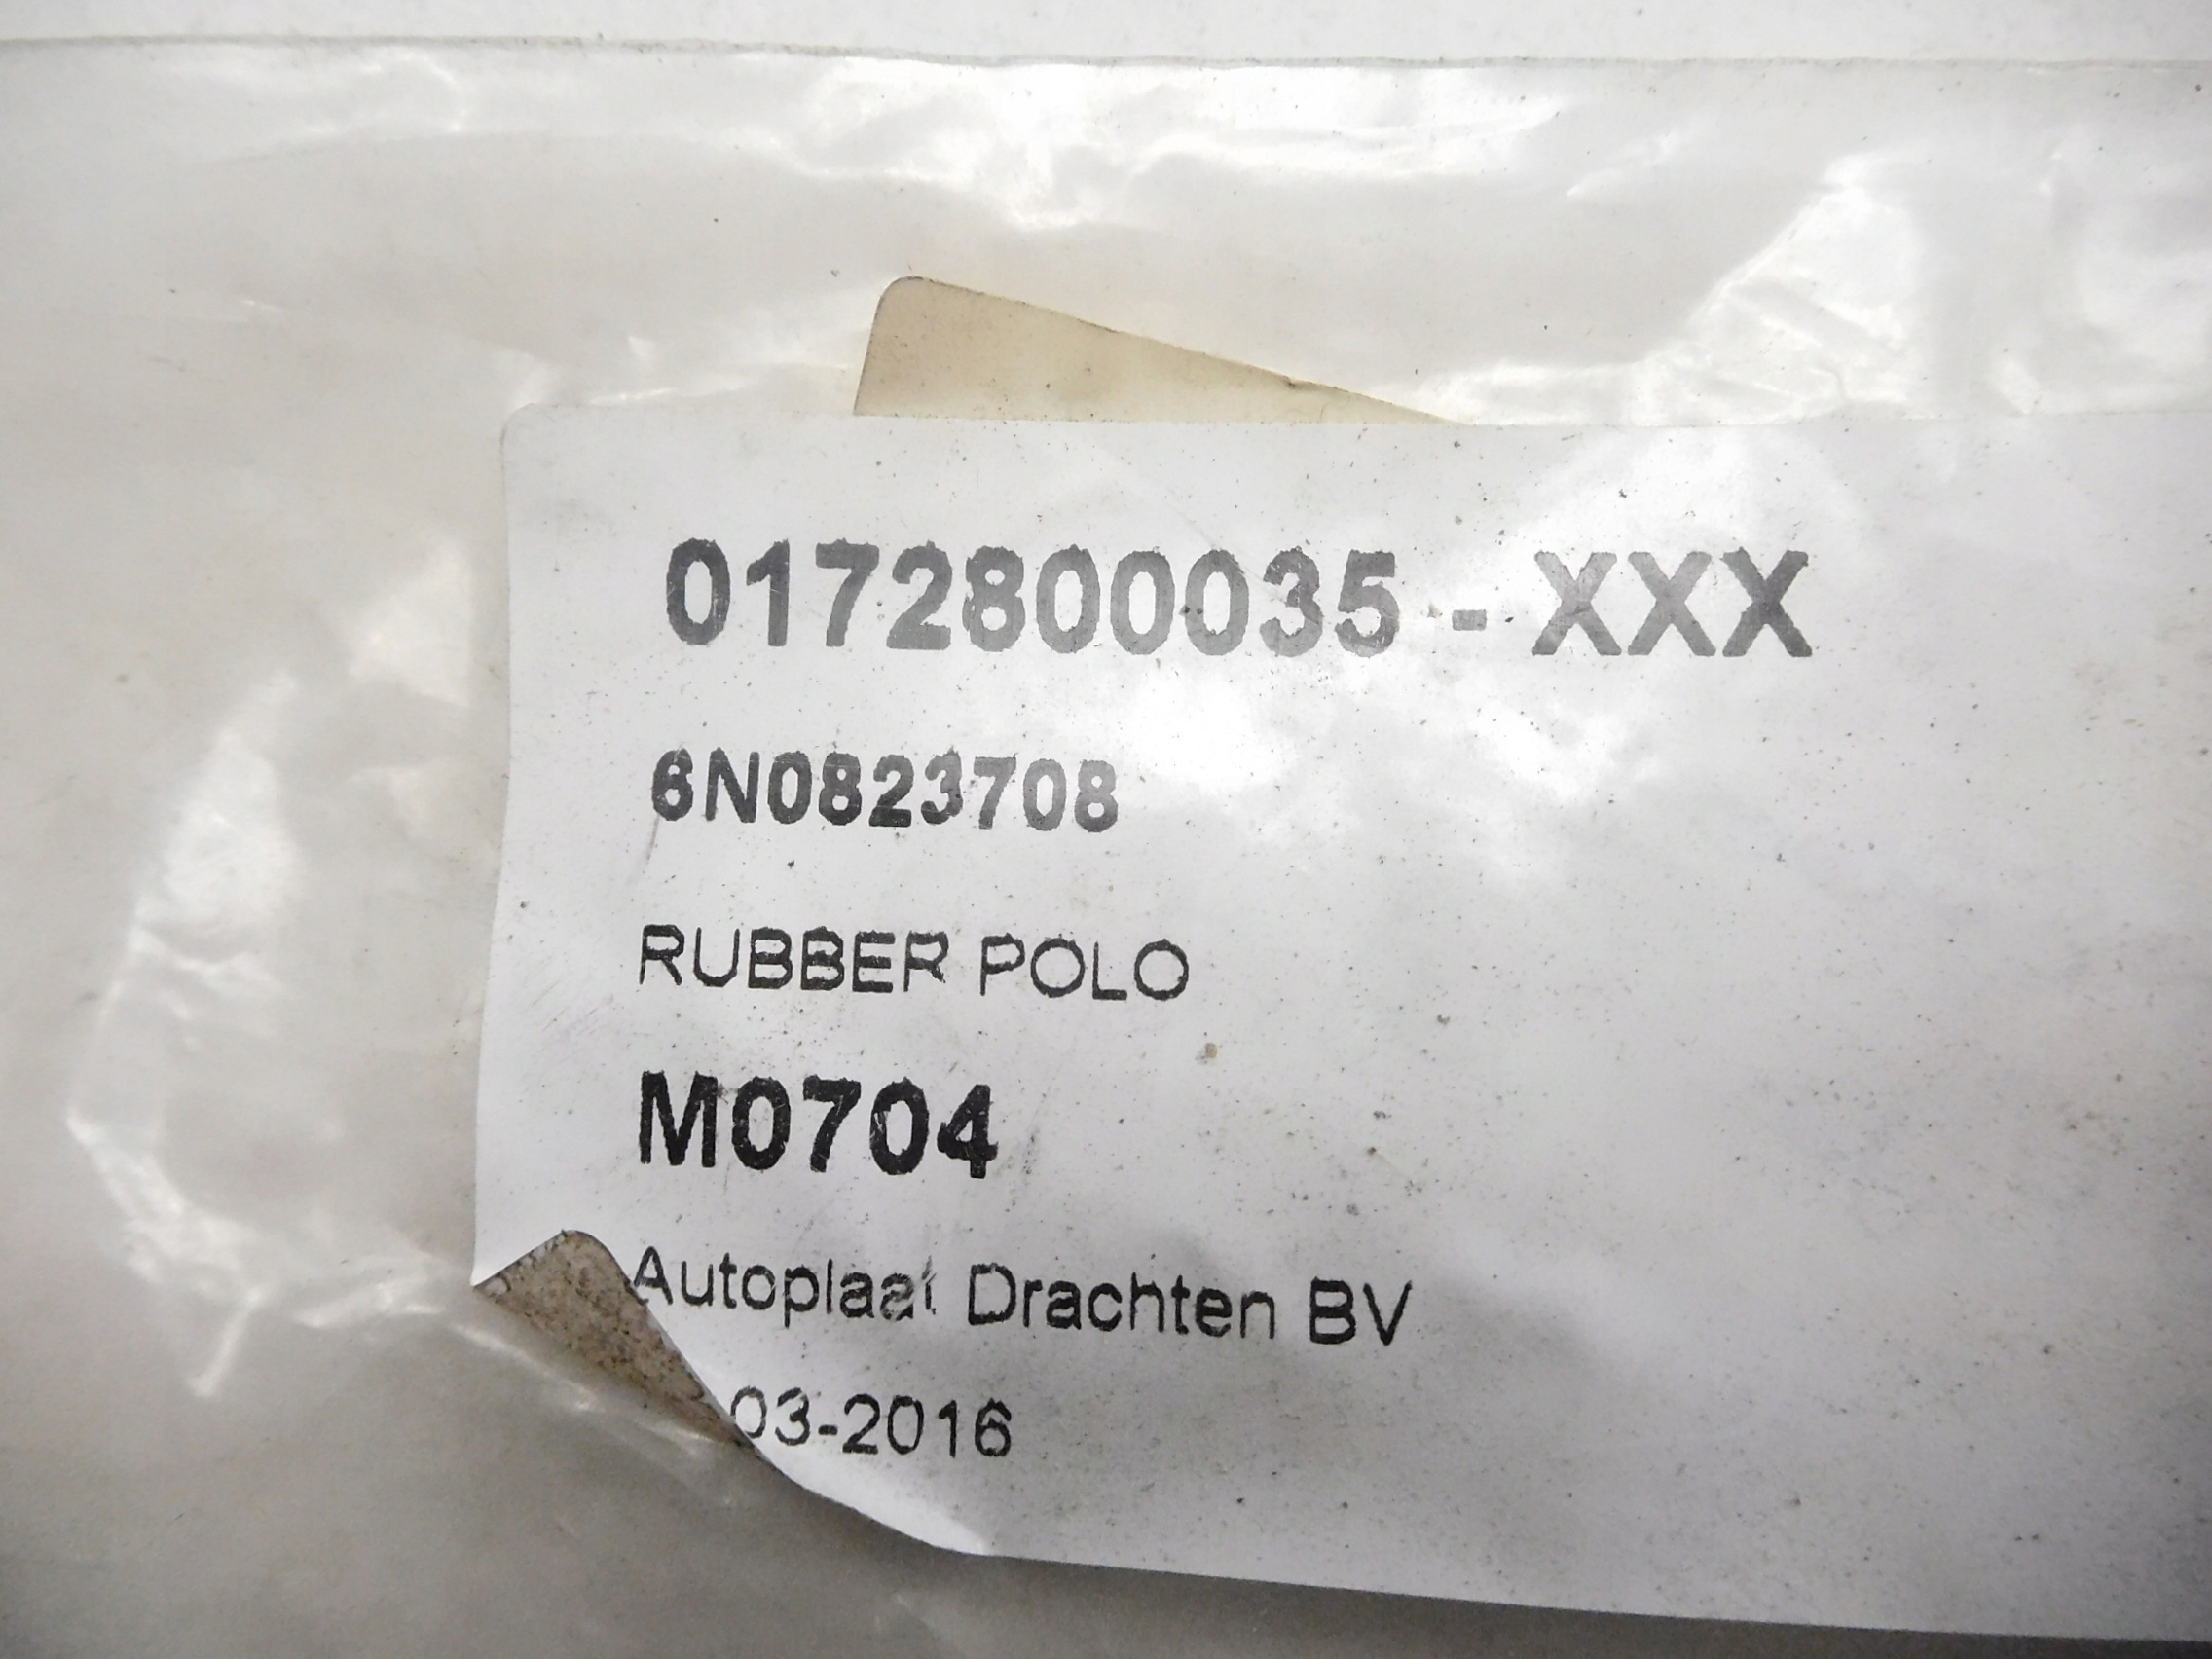 0172800035 - XXX
6N0823708
RUBBER POLO
M0704
Autoplaat Drachten BV
03-2016